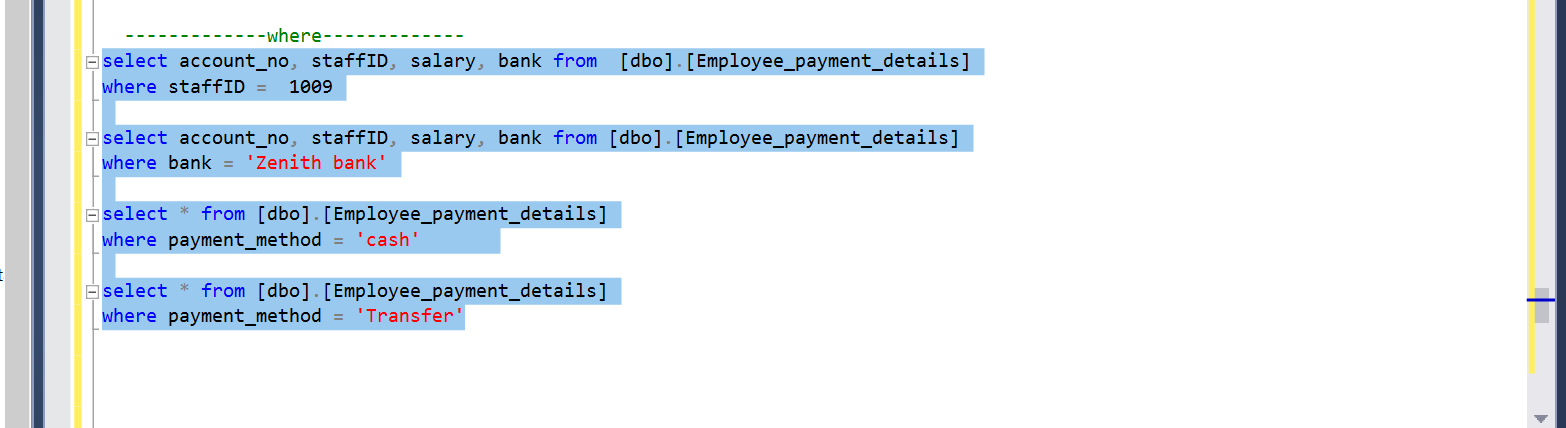 -------------where-------------
select account_no, staffID, salary, bank from  [dbo].[Employee_payment_details]
where staffID =  1009
select account_no, staffID, salary, bank from [dbo].[Employee_payment_details]
where bank = 'Zenith bank'
select * from [dbo].[Employee_payment_details]
where payment_method = 'cash'
select * from [dbo].[Employee_payment_details]
where payment_method = 'Transfer'